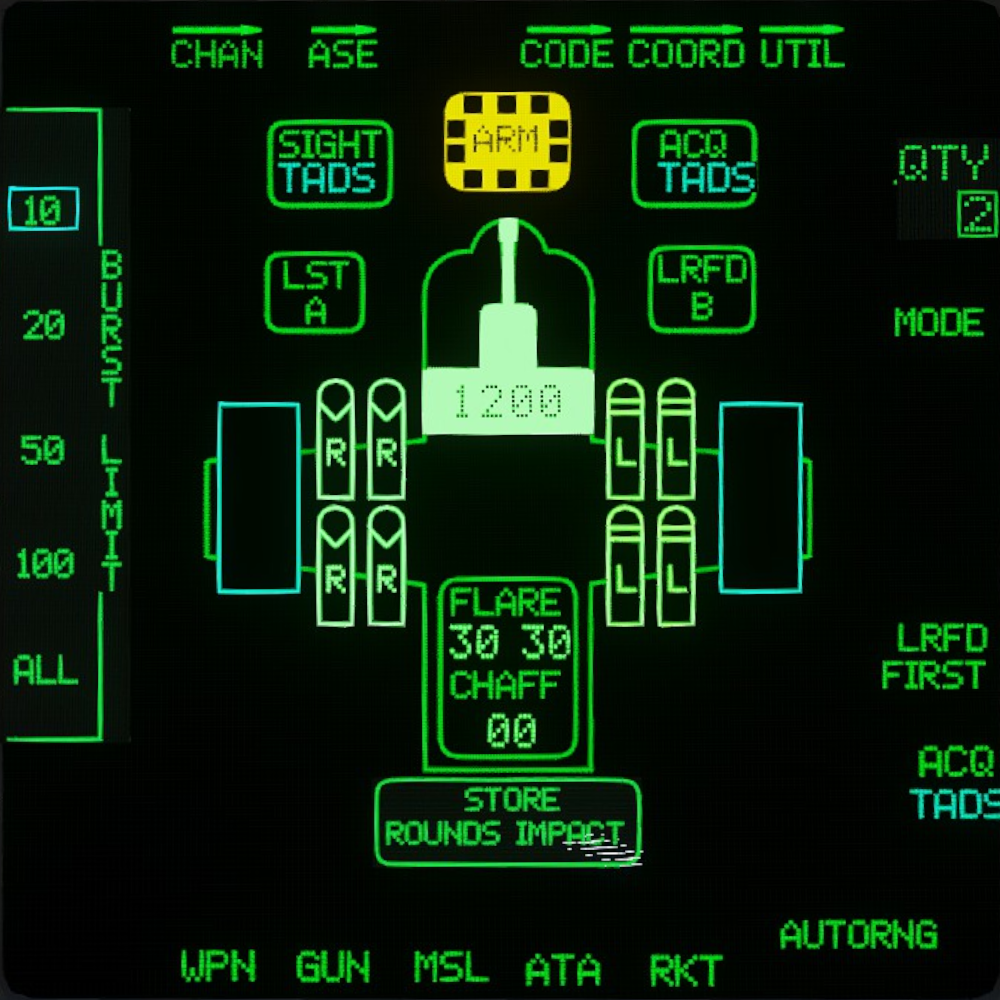 CHAN ASE CODE COORD UTIL
SIGHT
TADS
ARM
ACQ
TADS
QTY
2
10
20
50
100
ALL
BURST LIMIT
LST
A
LRFD
B
MODE
1200
R R L L
R R L L
FLARE
30 30
CHAFF
00
LRFD
FIRST
ACQ
TADS
STORE
ROUNDS IMPACT
AUTORNG
WPN GUN MSL ATA RKT